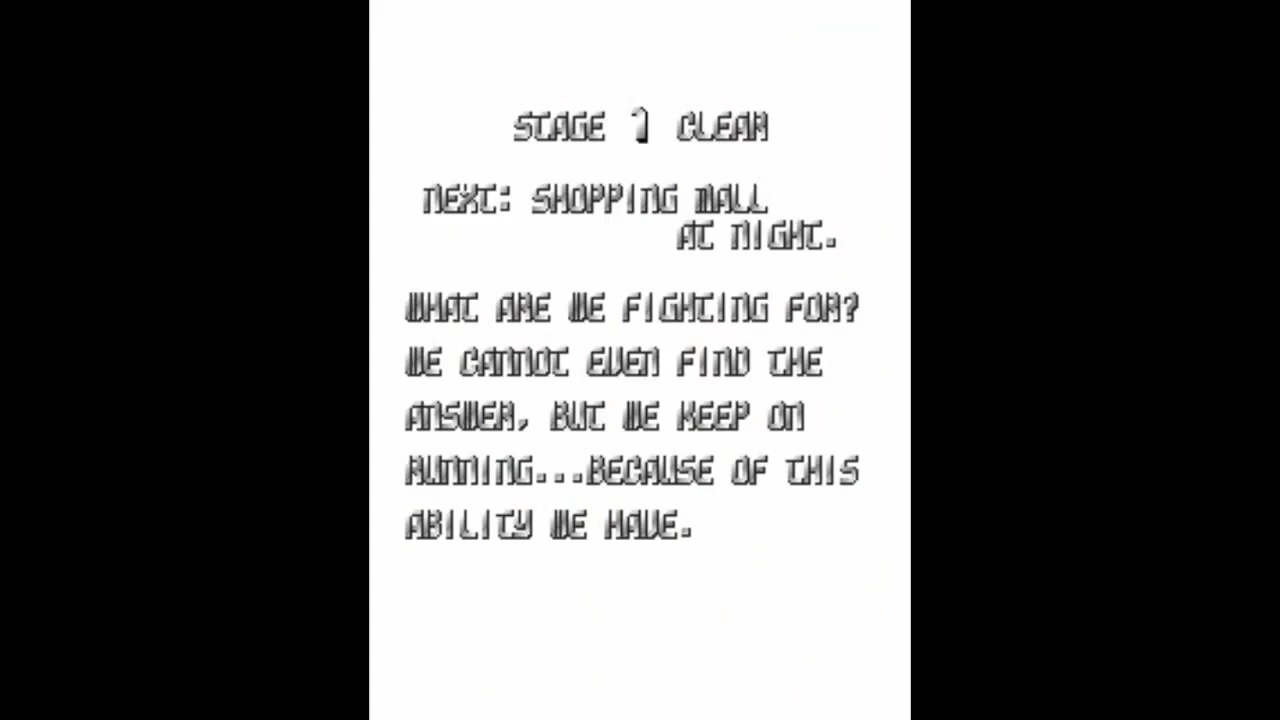 STAGE 1 CLEAR
NEXT: SHOPPING MALL
AT NIGHT.
WHAT ARE WE FIGHTING FOR?
WE CANNOT EVEN FIND THE
ANSWER, BUT WE KEEP ON
RUNNING...BECAUSE OF THIS
ABILITY WE HAVE.